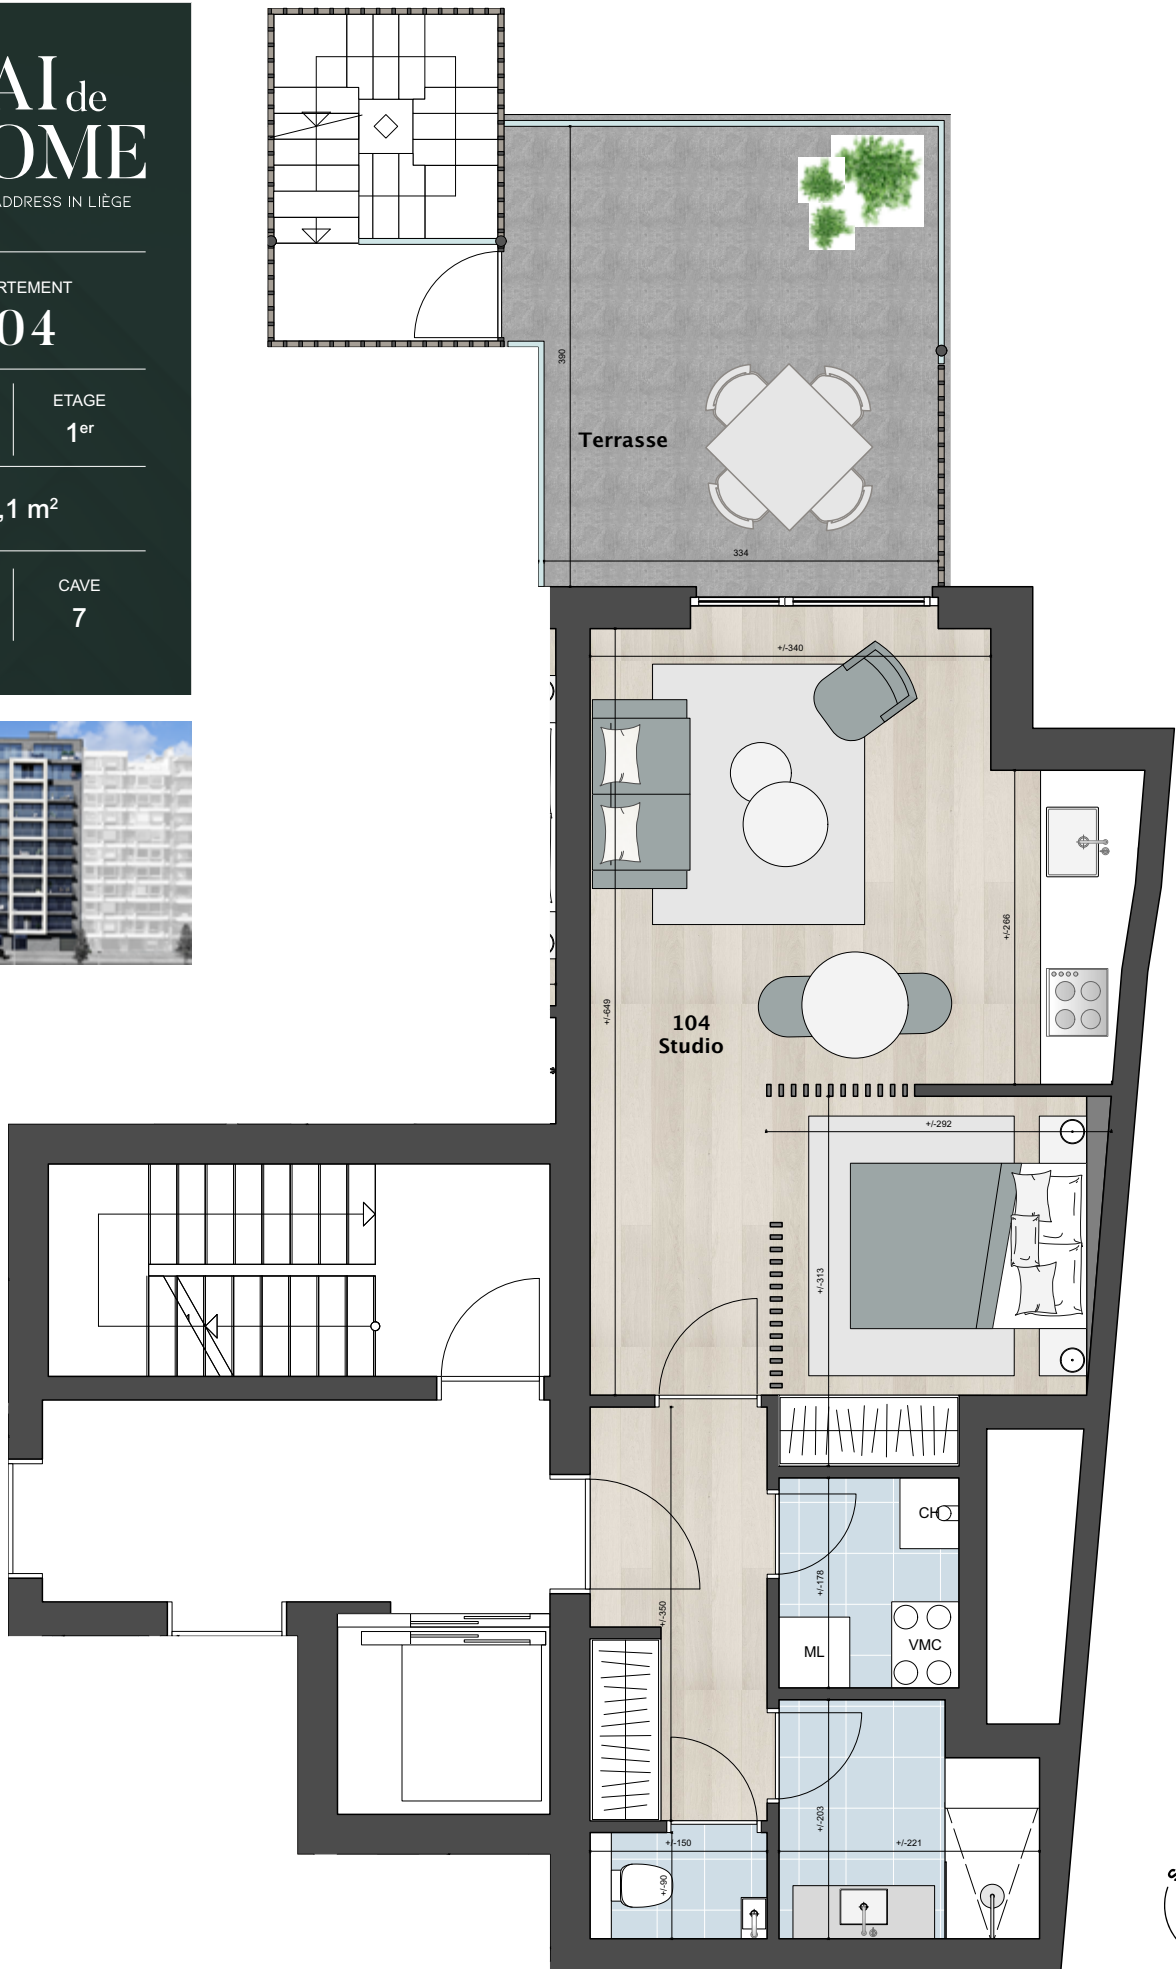 AI de
OME
ADDRESS IN LIÈGE
RTEMENT
04
ETAGE
1er
,1 m²
CAVE
7
390
Terrasse
334
+/-340
+/-266
+/-649
104
Studio
+/-292
+/-313
CH
+/-178
+/-350
ML
VMC
+/-203
+/-150
+/-221
+/-90
S